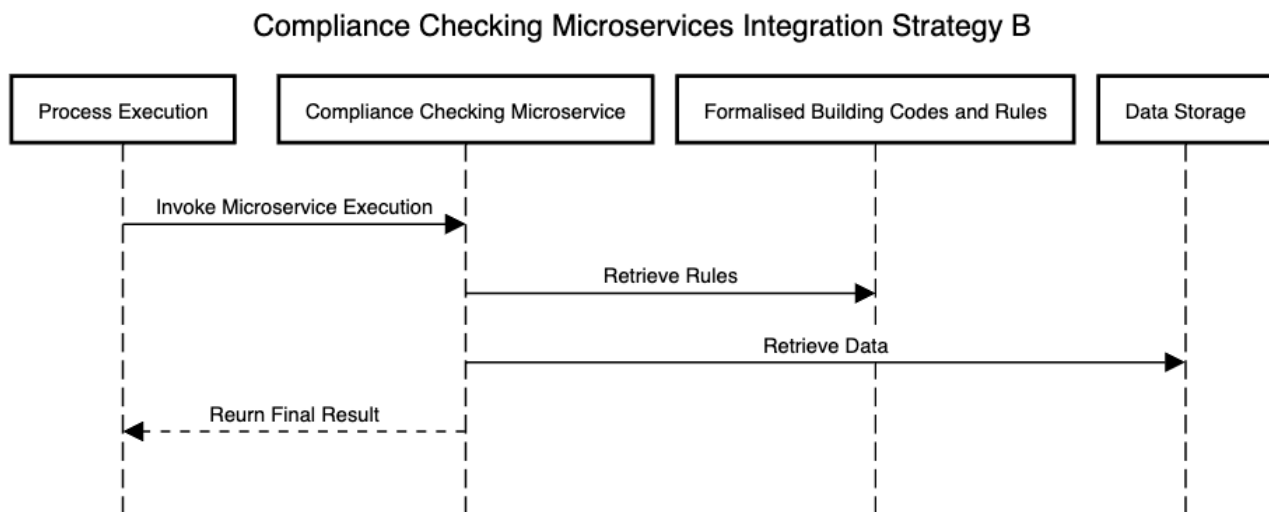 Compliance Checking Microservices Integration Strategy B
Process Execution
Compliance Checking Microservice
Formalised Building Codes and Rules
Data Storage
Invoke Microservice Execution
Retrieve Rules
Retrieve Data
Reurn Final Result